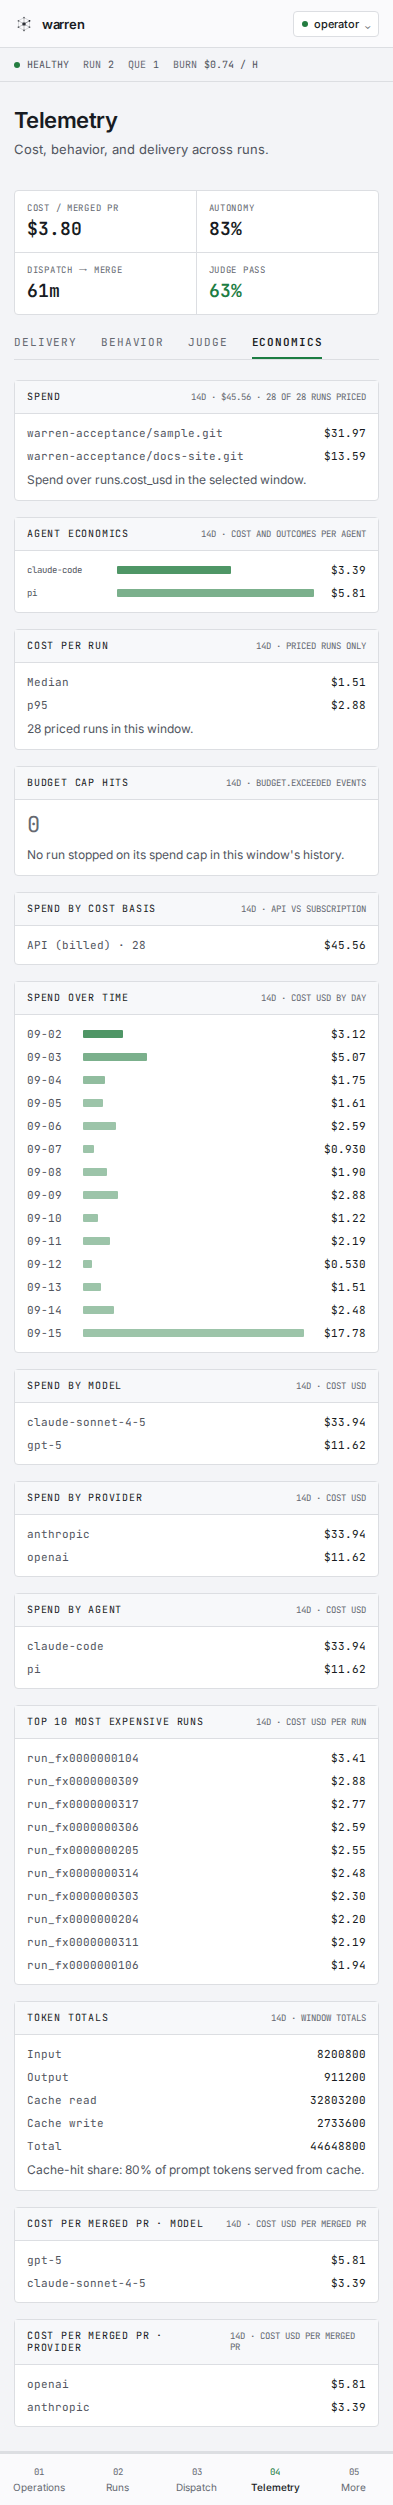 warren
operator
HEALTHY RUN 2 QUE 1 BURN $0.74 / H
Telemetry
Cost, behavior, and delivery across runs.
COST / MERGED PR
$3.80
AUTONOMY
83%
DISPATCH → MERGE
61m
JUDGE PASS
63%
DELIVERY BEHAVIOR JUDGE ECONOMICS
SPEND 14D · $45.56 · 28 OF 28 RUNS PRICED
warren-acceptance/sample.git $31.97
warren-acceptance/docs-site.git $13.59
Spend over runs.cost_usd in the selected window.
AGENT ECONOMICS 14D · COST AND OUTCOMES PER AGENT
claude-code $3.39
pi $5.81
COST PER RUN 14D · PRICED RUNS ONLY
Median $1.51
p95 $2.88
28 priced runs in this window.
BUDGET CAP HITS 14D · BUDGET.EXCEEDED EVENTS
0
No run stopped on its spend cap in this window's history.
SPEND BY COST BASIS 14D · API VS SUBSCRIPTION
API (billed) · 28 $45.56
SPEND OVER TIME 14D · COST USD BY DAY
09-02 $3.12
09-03 $5.07
09-04 $1.75
09-05 $1.61
09-06 $2.59
09-07 $0.930
09-08 $1.90
09-09 $2.88
09-10 $1.22
09-11 $2.19
09-12 $0.530
09-13 $1.51
09-14 $2.48
09-15 $17.78
SPEND BY MODEL 14D · COST USD
claude-sonnet-4-5 $33.94
gpt-5 $11.62
SPEND BY PROVIDER 14D · COST USD
anthropic $33.94
openai $11.62
SPEND BY AGENT 14D · COST USD
claude-code $33.94
pi $11.62
TOP 10 MOST EXPENSIVE RUNS 14D · COST USD PER RUN
run_fx0000000104 $3.41
run_fx0000000309 $2.88
run_fx0000000317 $2.77
run_fx0000000306 $2.59
run_fx0000000205 $2.55
run_fx0000000314 $2.48
run_fx0000000303 $2.30
run_fx0000000204 $2.20
run_fx0000000311 $2.19
run_fx0000000106 $1.94
TOKEN TOTALS 14D · WINDOW TOTALS
Input 8200800
Output 911200
Cache read 32803200
Cache write 2733600
Total 44648800
Cache-hit share: 80% of prompt tokens served from cache.
COST PER MERGED PR · MODEL 14D · COST USD PER MERGED PR
gpt-5 $5.81
claude-sonnet-4-5 $3.39
COST PER MERGED PR ·
PROVIDER
14D · COST USD PER MERGED
PR
openai $5.81
anthropic $3.39
01 02 03 04 05
Operations Runs Dispatch Telemetry More